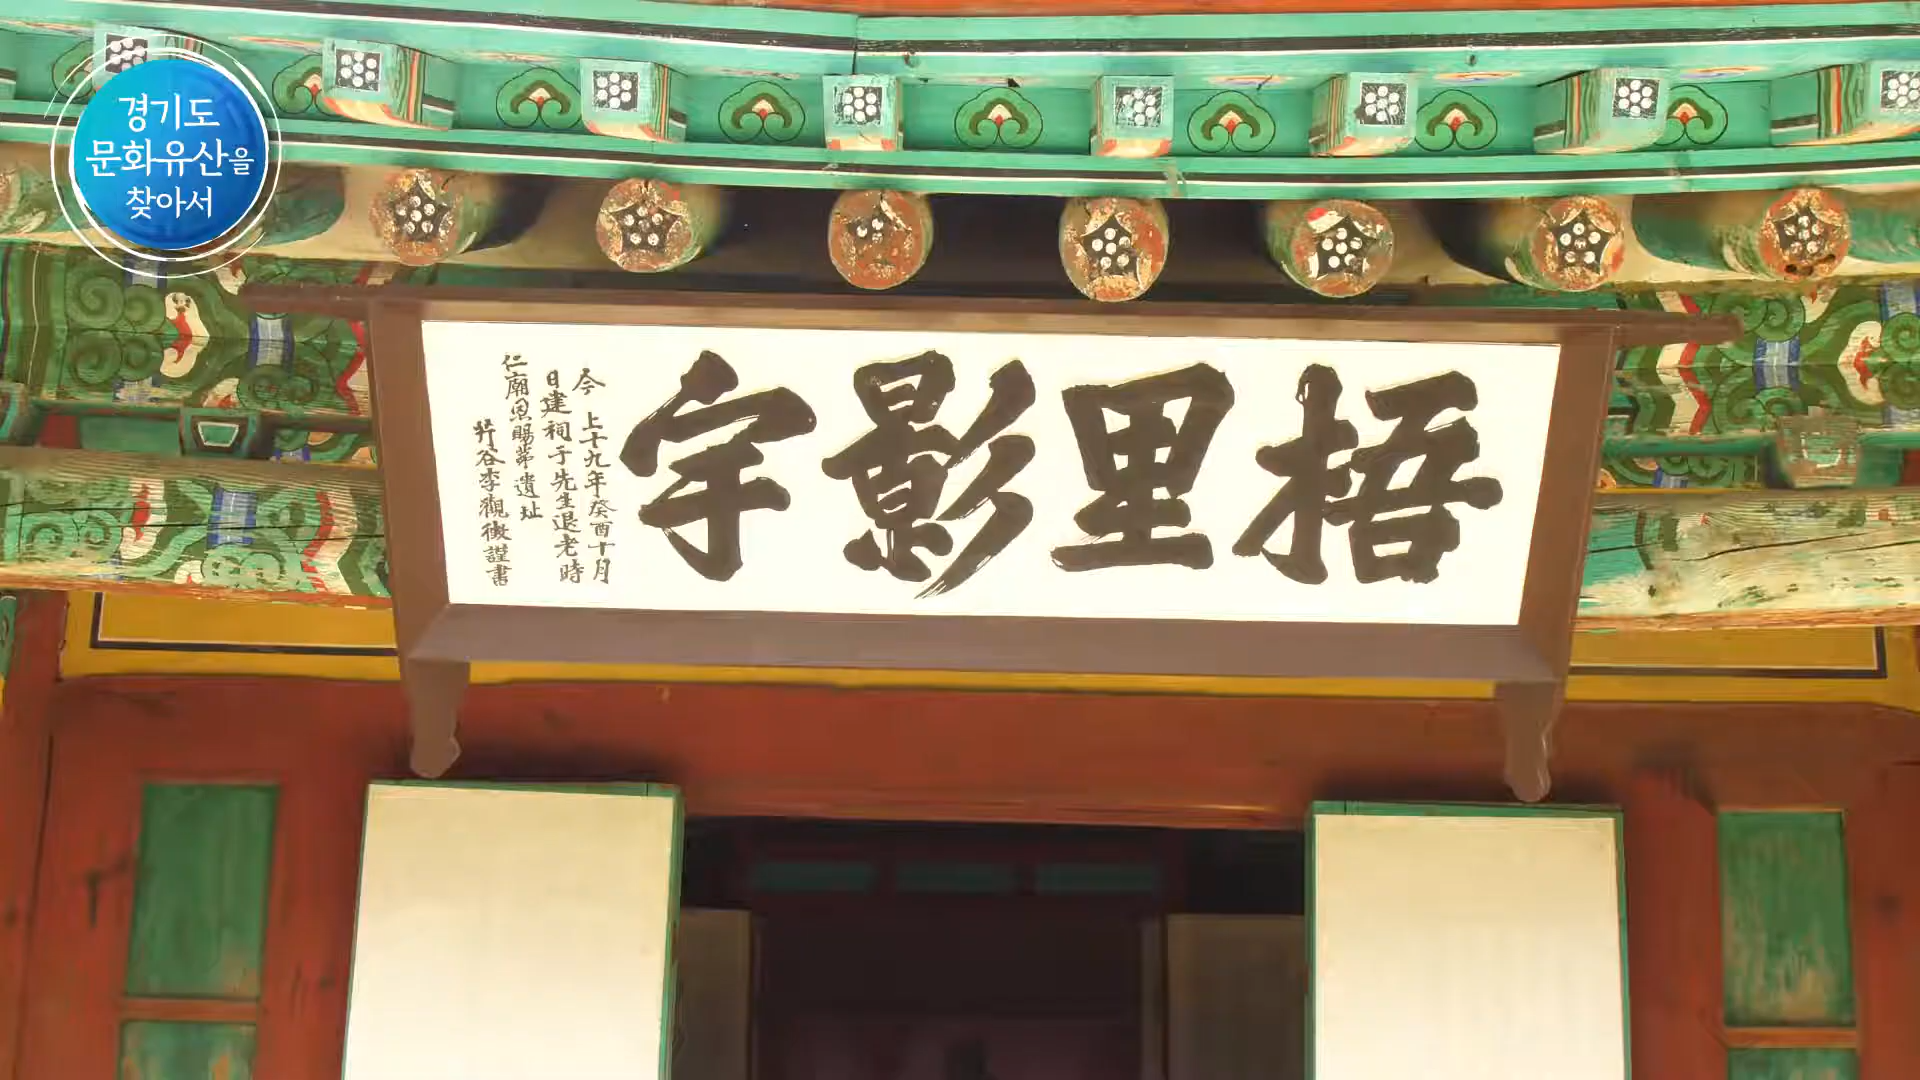 경기도
문화유산을
찾아서
梧里影宇
今 上十九年癸酉十月
日建祠于先生退老時
仁廟恩賜第遺址
李觀徵謹書